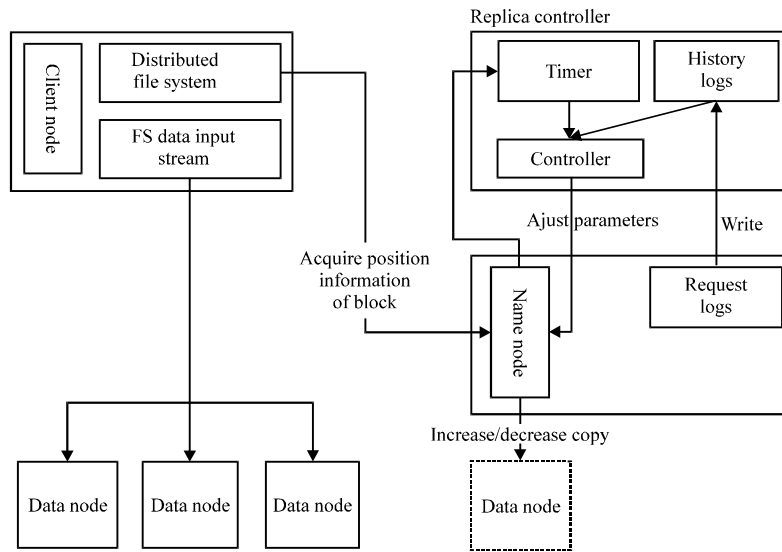 Replica controller
Client node
Distributed
file system
FS data input
stream
Timer
History
logs
Controller
Ajust parameters
Write
Acquire position
information
of block
Name node
Request
logs
Increase/decrease copy
Data node
Data node
Data node
Data node